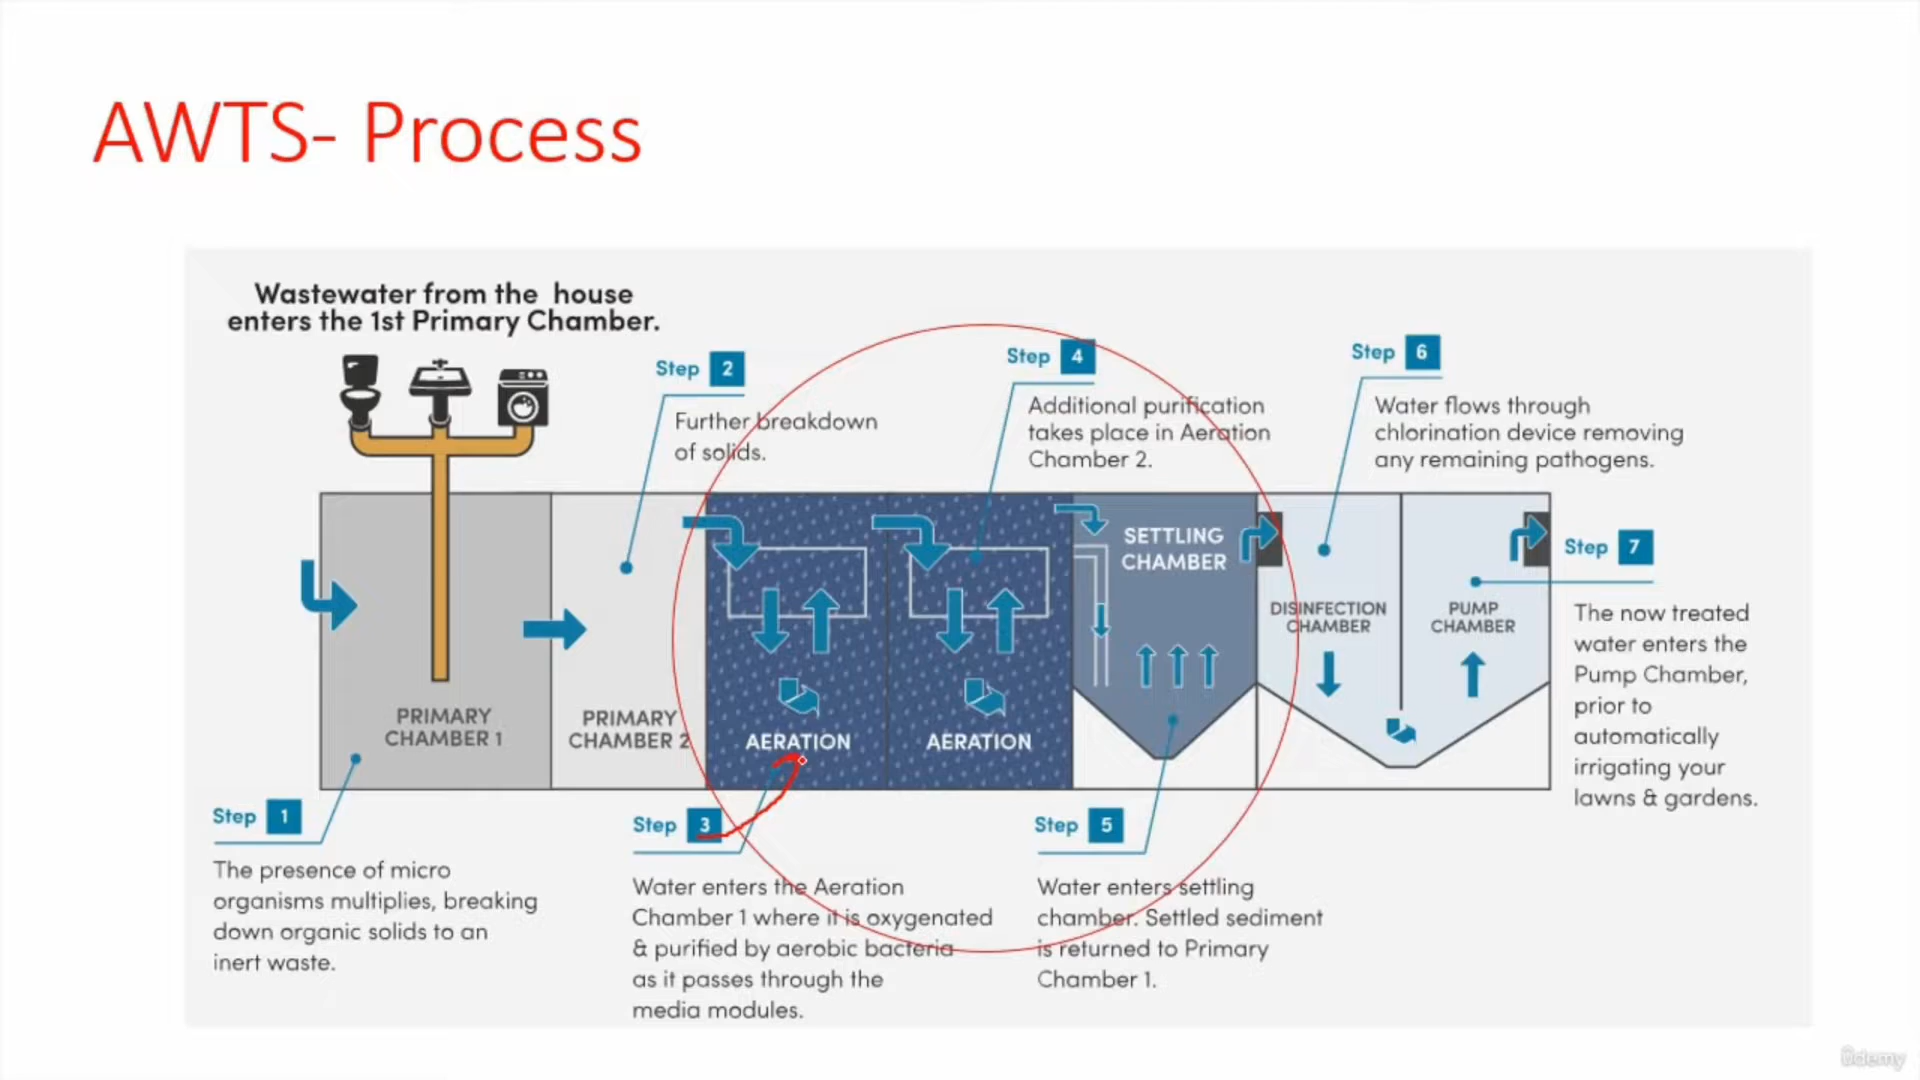 AWTS- Process
Wastewater from the house
enters the 1st Primary Chamber.
Step 2
Further breakdown
of solids.
Step 4
Additional purification
takes place in Aeration
Chamber 2.
Step 6
Water flows through
chlorination device removing
any remaining pathogens.
SETTLING
CHAMBER
DISINFECTION
CHAMBER
PUMP
CHAMBER
Step 7
The now treated
water enters the
Pump Chamber,
prior to
automatically
irrigating your
lawns & gardens.
PRIMARY
CHAMBER 1
PRIMARY
CHAMBER 2
AERATION
AERATION
Step 1
The presence of micro
organisms multiplies, breaking
down organic solids to an
inert waste.
Step 3
Water enters the Aeration
Chamber 1 where it is oxygenated
& purified by aerobic bacteria
as it passes through the
media modules.
Step 5
Water enters settling
chamber. Settled sediment
is returned to Primary
Chamber 1.
ûdemy